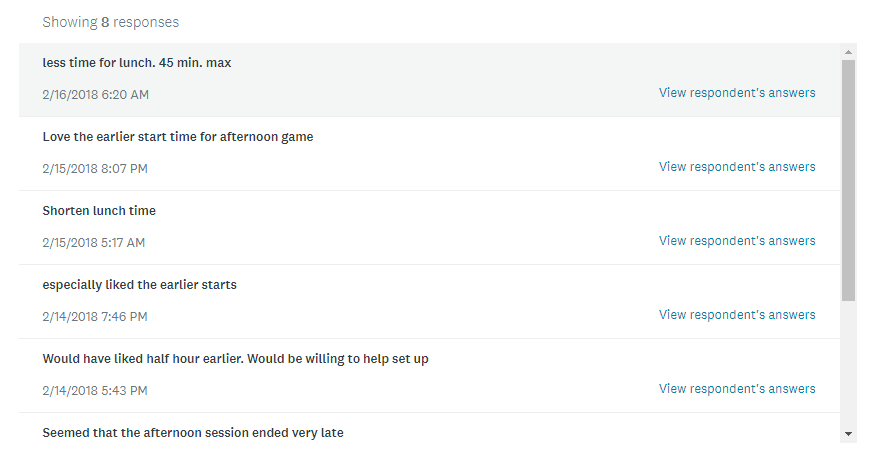 Showing 8 responses
less time for lunch. 45 min. max
2/16/2018 6:20 AM
View respondent's answers
Love the earlier start time for afternoon game
2/15/2018 8:07 PM
View respondent's answers
Shorten lunch time
2/15/2018 5:17 AM
View respondent's answers
especially liked the earlier starts
2/14/2018 7:46 PM
View respondent's answers
Would have liked half hour earlier. Would be willing to help set up
2/14/2018 5:43 PM
View respondent's answers
Seemed that the afternoon session ended very late